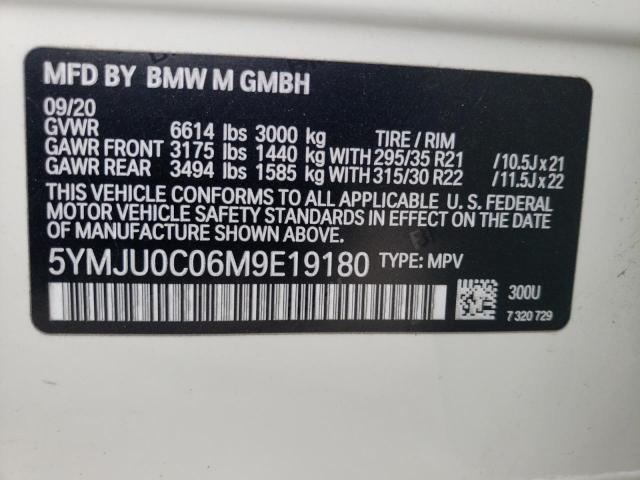 MFD BY BMW M GMBH
09/20
GVWR 6614 lbs 3000 kg TIRE / RIM
GAWR FRONT 3175 lbs 1440 kg WITH 295/35 R21 /10.5J x 21
GAWR REAR 3494 lbs 1585 kg WITH 315/30 R22 /11.5J x 22
THIS VEHICLE CONFORMS TO ALL APPLICABLE U. S. FEDERAL
MOTOR VEHICLE SAFETY STANDARDS IN EFFECT ON THE DATE
OF MANUFACTURE SHOWN ABOVE.
5YMJU0C06M9E19180 TYPE: MPV
300U
7 320 729